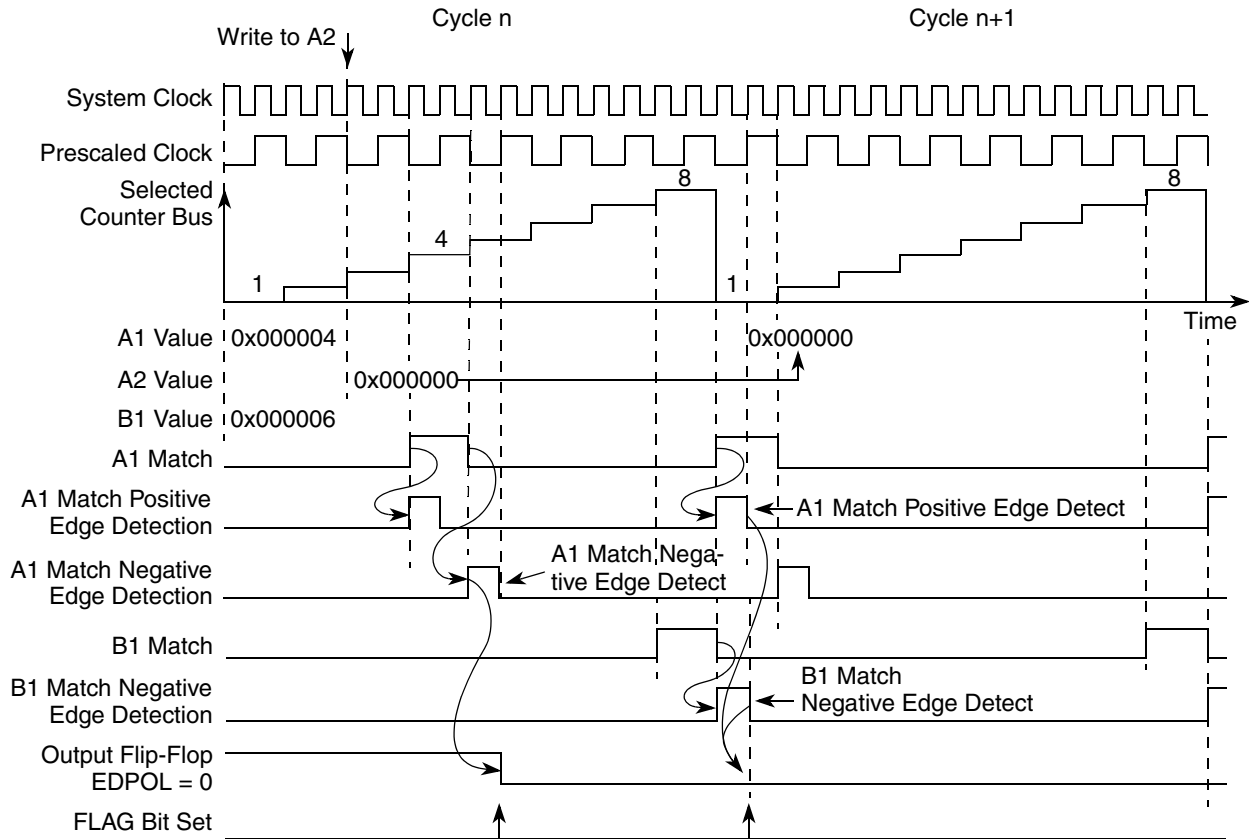 Cycle n
Cycle n+1
Write to A2
System Clock
Prescaled Clock
Selected
Counter Bus
8
8
4
1
1
Time
A1 Value
0x000004
0x000000
A2 Value
0x000000
B1 Value
0x000006
A1 Match
A1 Match Positive
Edge Detection
A1 Match Positive Edge Detect
A1 Match Negative
Edge Detection
A1 Match Nega-
tive Edge Detect
B1 Match
B1 Match Negative
Edge Detection
B1 Match
Negative Edge Detect
Output Flip-Flop
EDPOL = 0
FLAG Bit Set